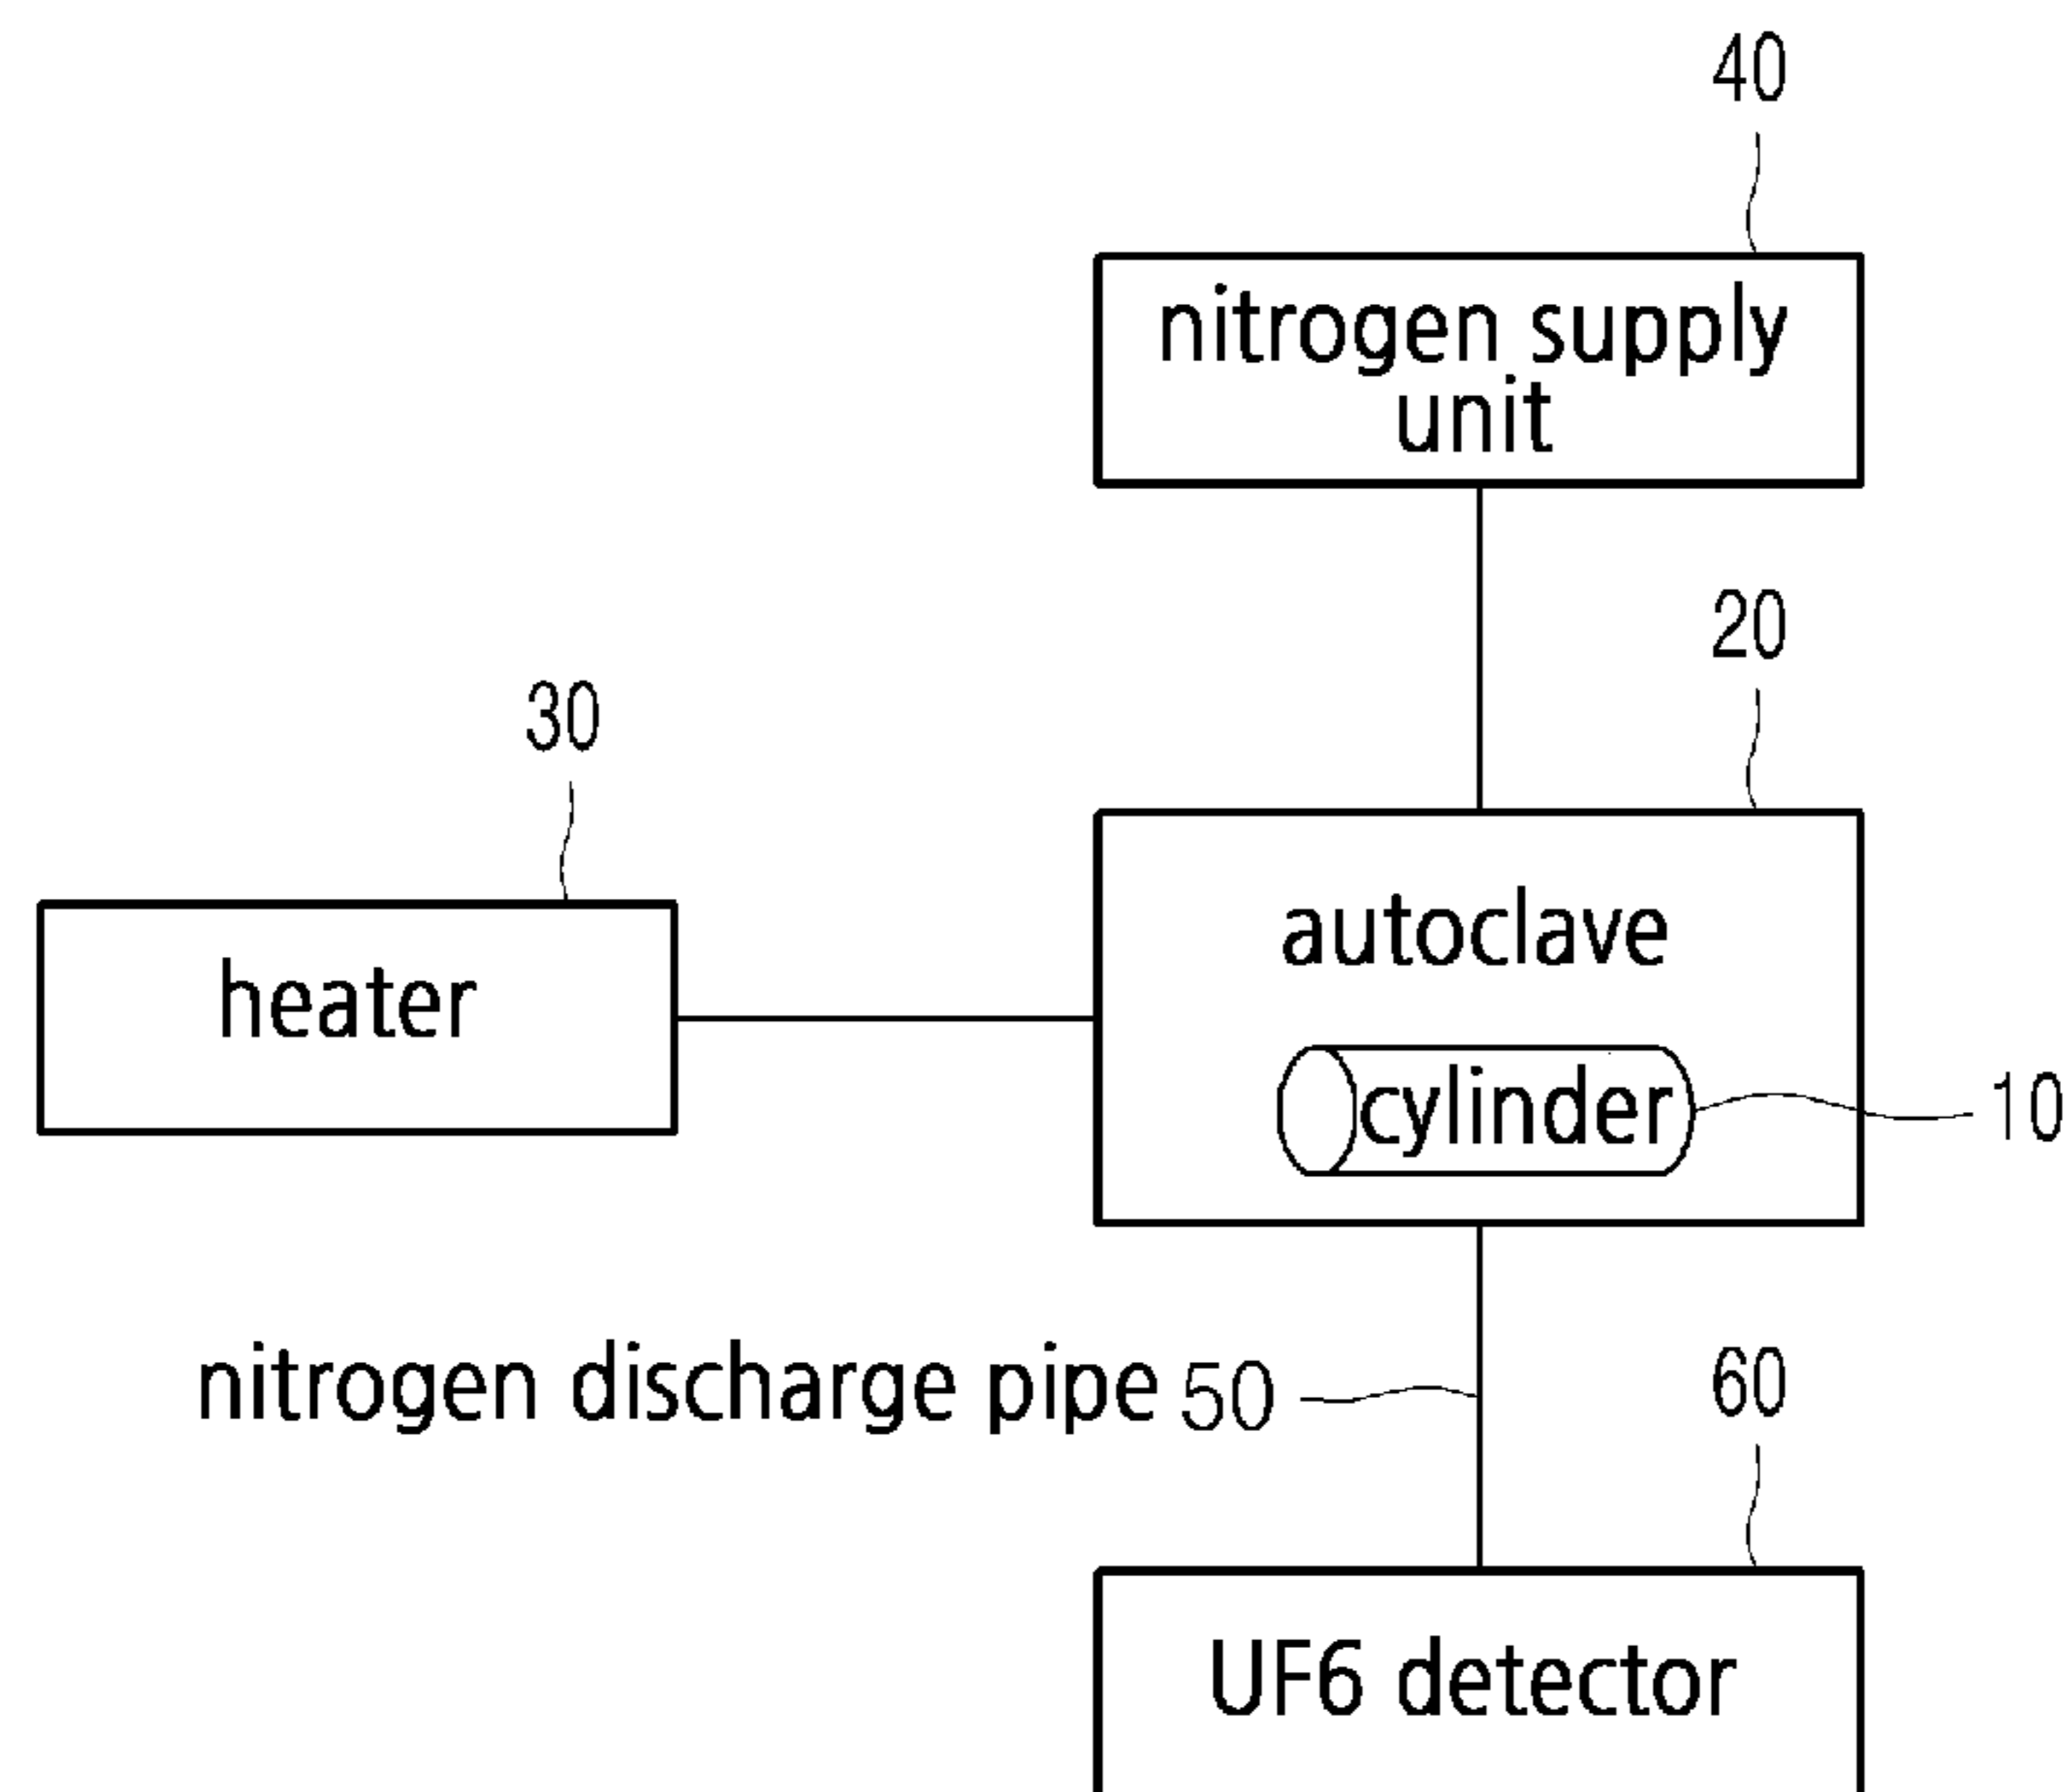 40
nitrogen supply
unit
20
30
autoclave
heater
cylinder
10
nitrogen discharge pipe 50
60
UF6 detector